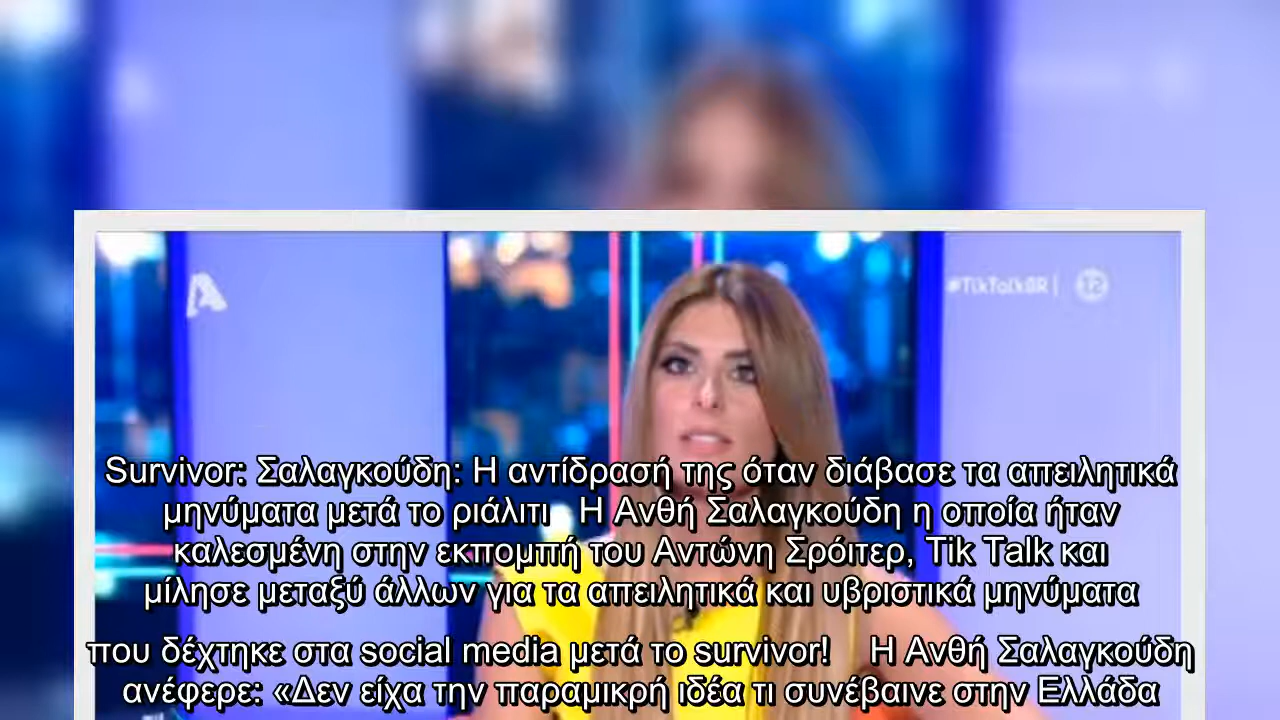 #TikTalkGR | 12
Survivor: Σαλαγκούδη: Η αντίδρασή της όταν διάβασε τα απειλητικά
μηνύματα μετά το ριάλιτι Η Ανθή Σαλαγκούδη η οποία ήταν
καλεσμένη στην εκπομπή του Αντώνη Σρόιτερ, Tik Talk και
μίλησε μεταξύ άλλων για τα απειλητικά και υβριστικά μηνύματα
που δέχτηκε στα social media μετά το survivor! Η Ανθή Σαλαγκούδη
ανέφερε: «Δεν είχα την παραμικρή ιδέα τι συνέβαινε στην Ελλάδα